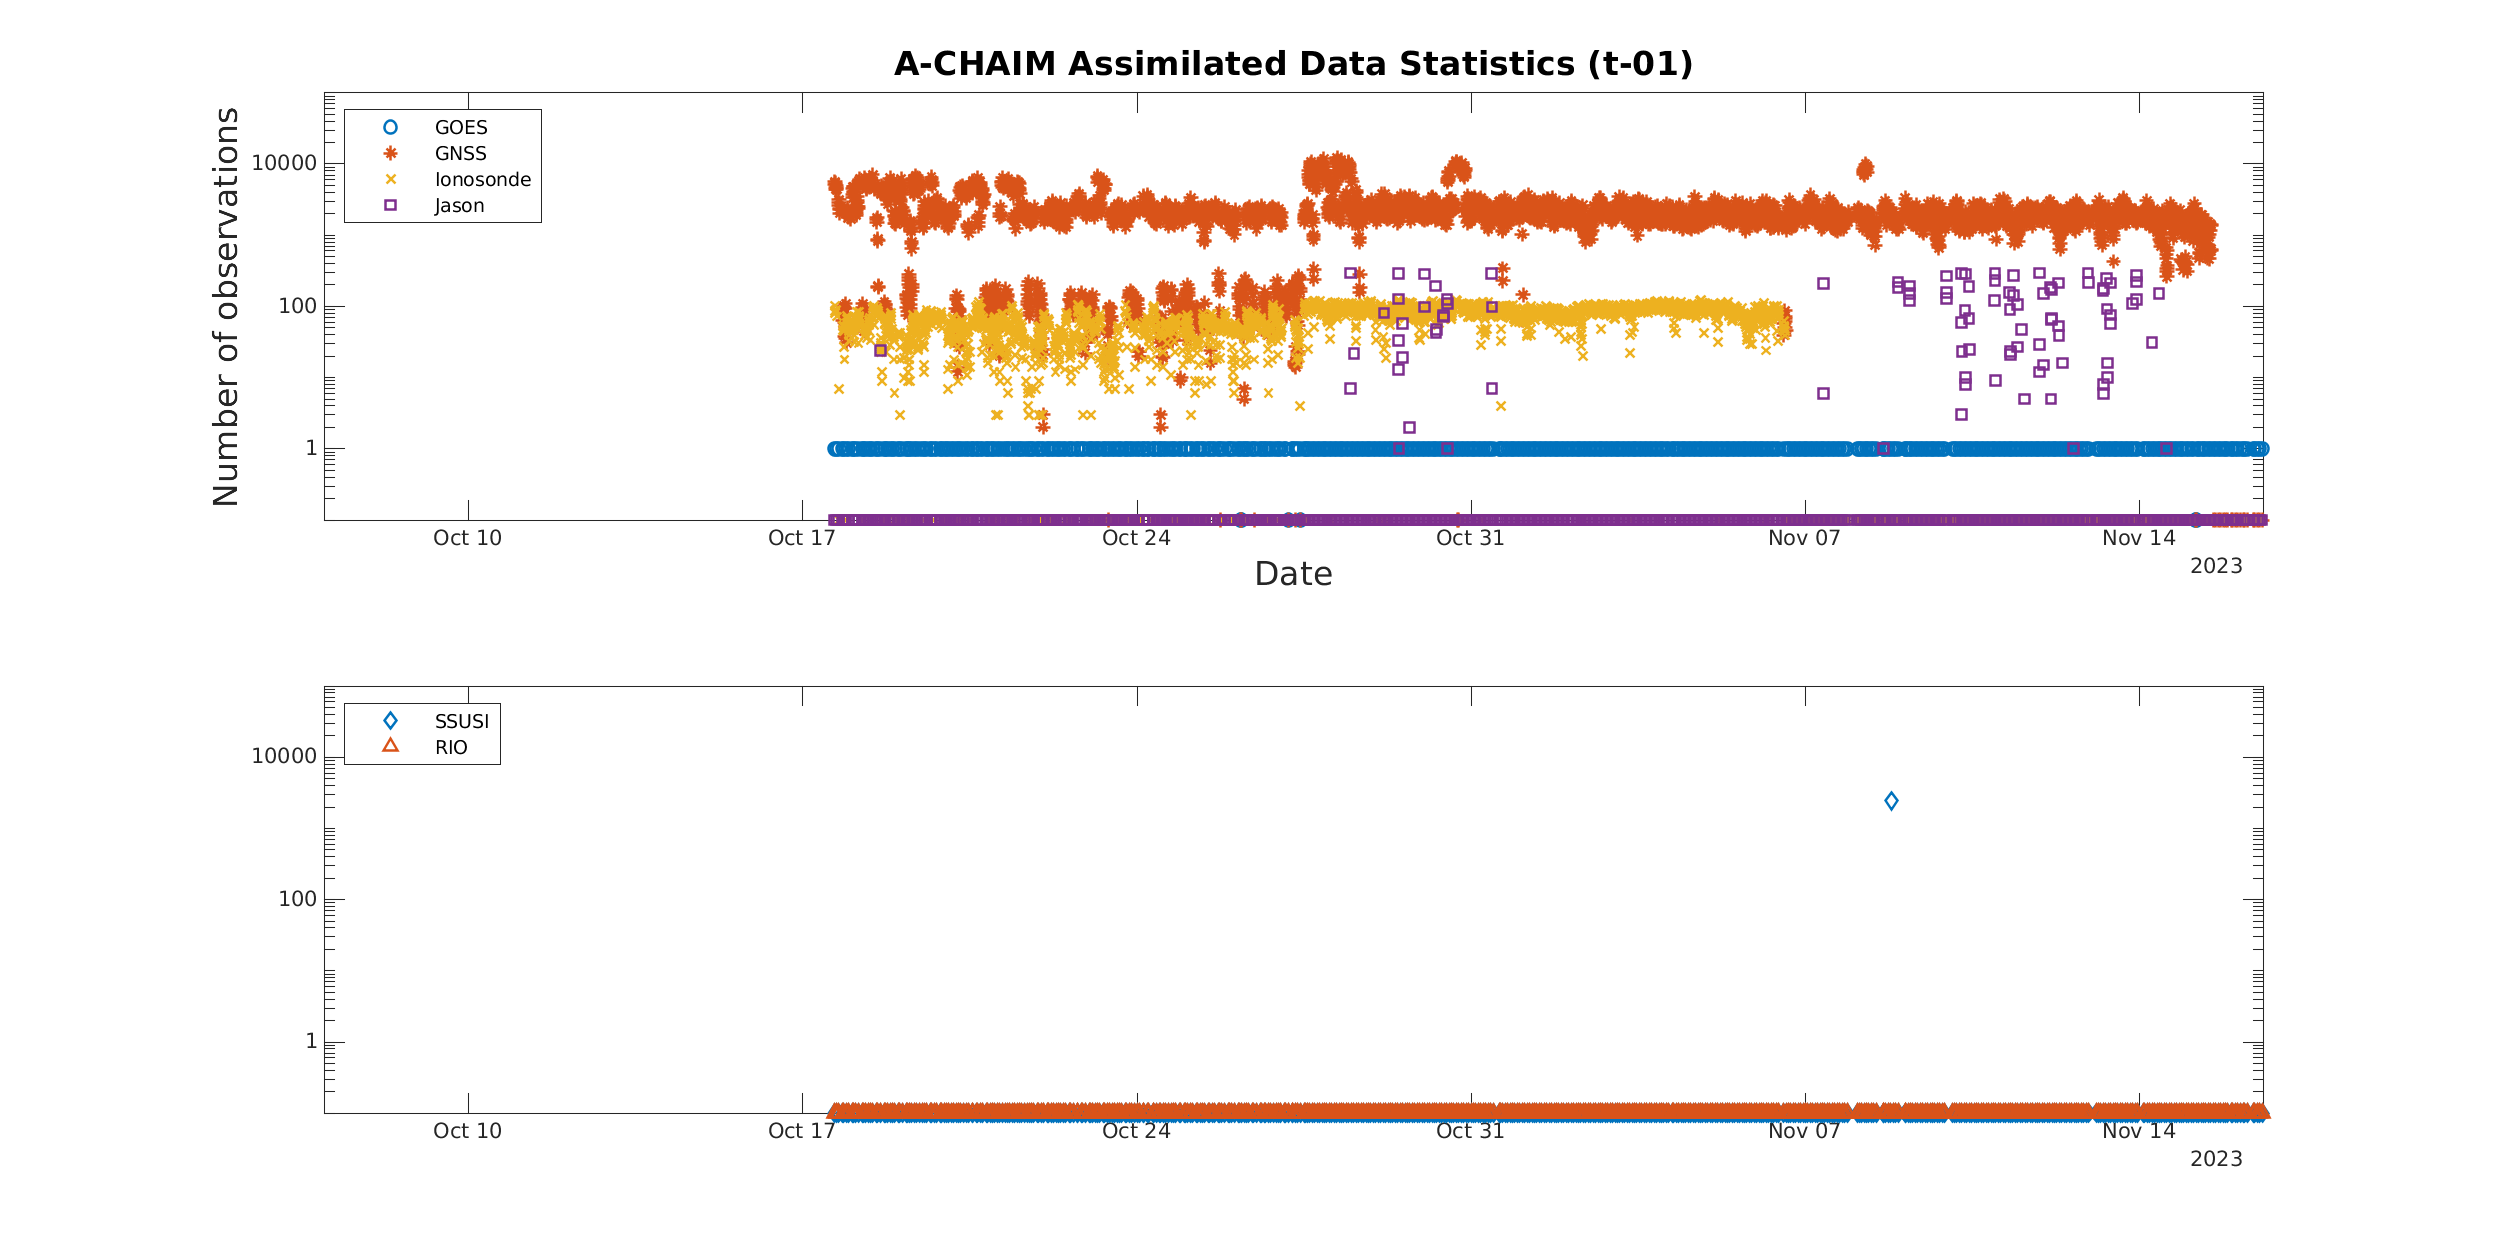 A-CHAIM Assimilated Data Statistics (t-01)
GOES
GNSS
Ionosonde
Jason
Number of observations
10000
100
1
Oct 10
Oct 17
Oct 24
Oct 31
Nov 07
Nov 14
2023
Date
SSUSI
RIO
10000
100
1
Oct 10
Oct 17
Oct 24
Oct 31
Nov 07
Nov 14
2023